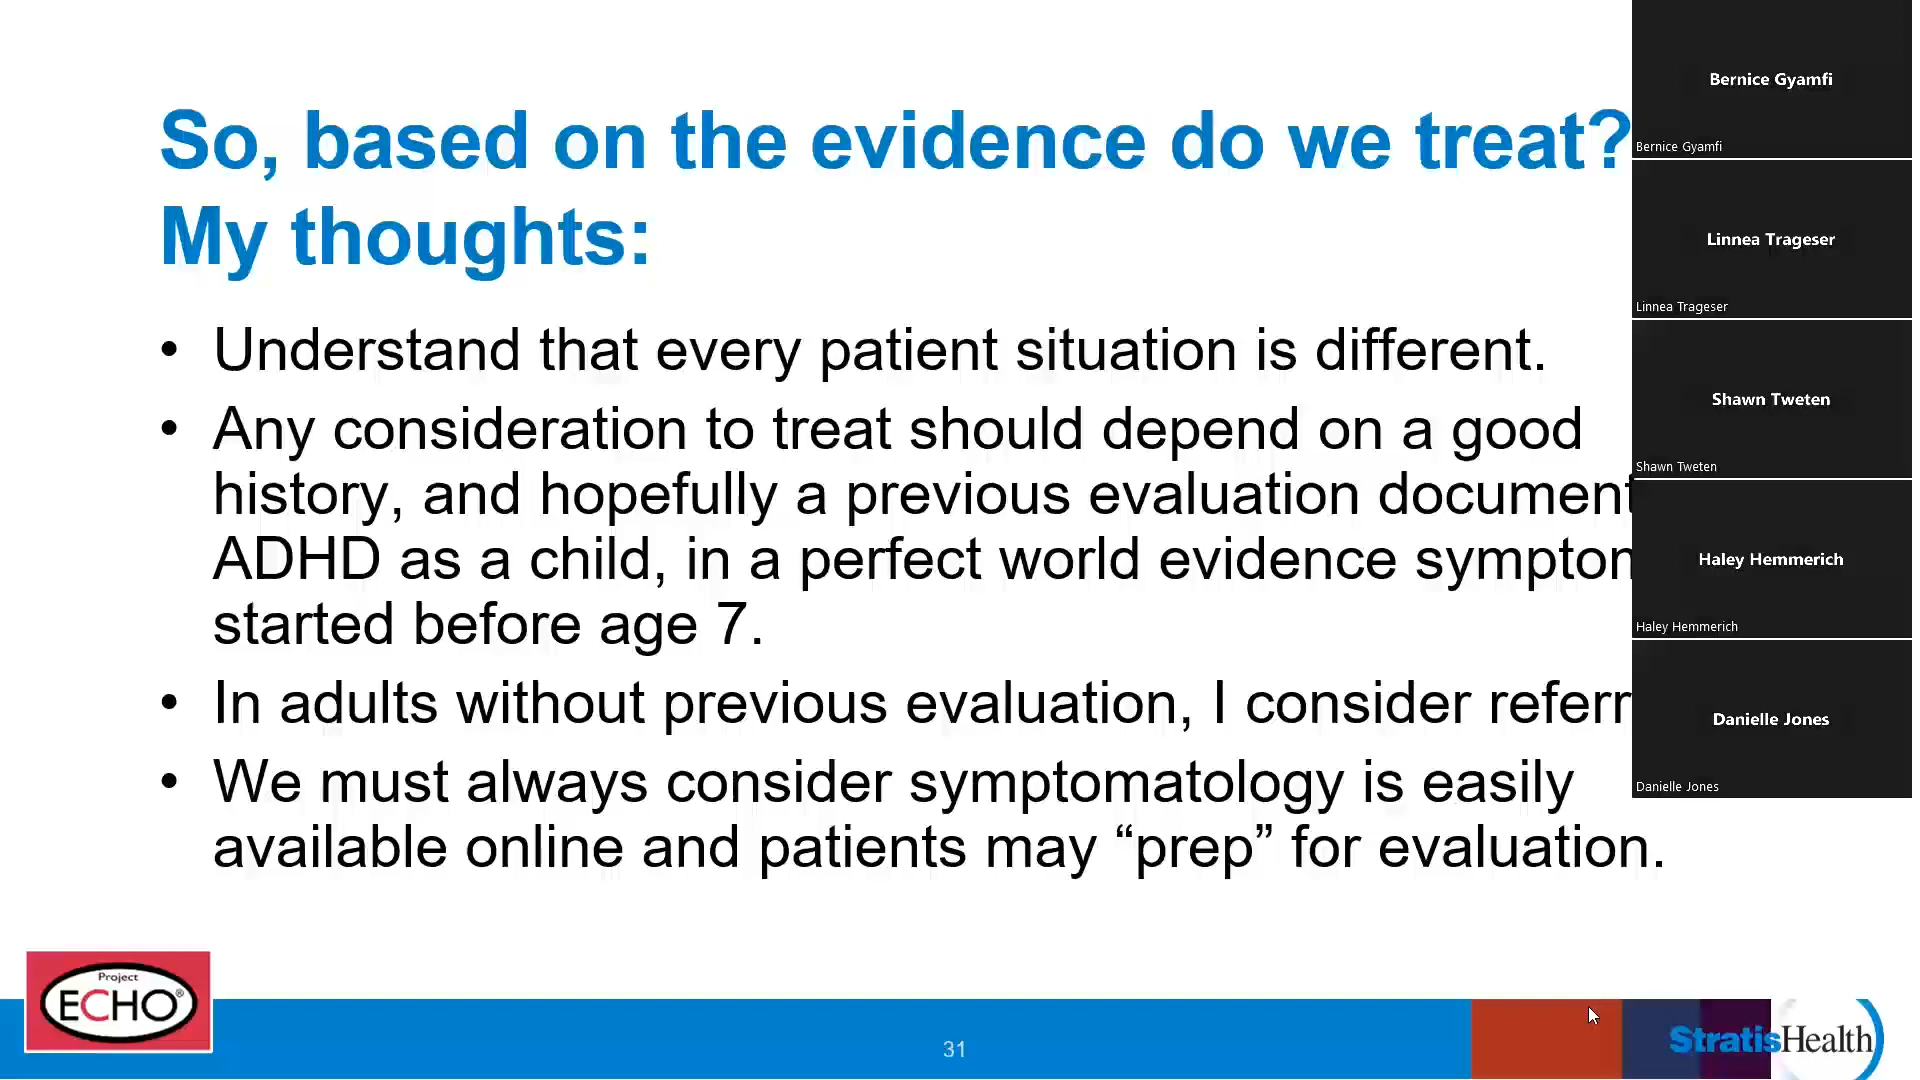 So, based on the evidence do we treat?
My thoughts:
• Understand that every patient situation is different.
• Any consideration to treat should depend on a good
history, and hopefully a previous evaluation
ADHD as a child, in a perfect world evidence
started before age 7.
• In adults without previous evaluation, I consider
• We must always consider symptomatology is easily
available online and patients may “prep” for evaluation.
Bernice Gyamfi
Bernice Gyamfi
Linnea Trageser
Linnea Trageser
Shawn Tweten
Shawn Tweten
Haley Hemmerich
Haley Hemmerich
Danielle Jones
Danielle Jones
Project
ECHO®
31
StratisHealth